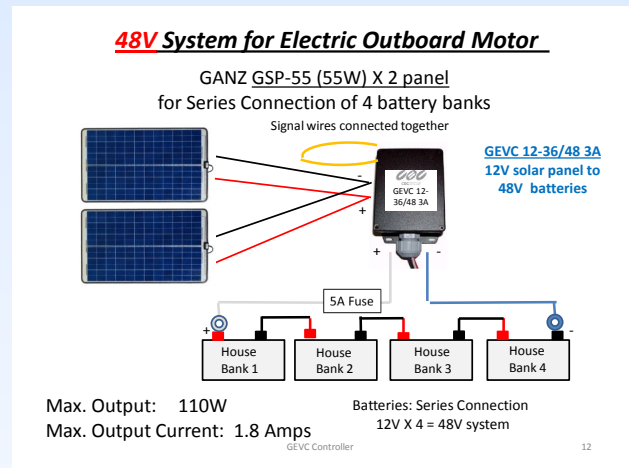 48V System for Electric Outboard Motor
GANZ GSP-55 (55W) X 2 panel
for Series Connection of 4 battery banks
Signal wires connected together
GEVC 12-36/48 3A
12V solar panel to
48V batteries
-
+
GEVC 12-
36/48 3A
+ -
5A Fuse
+ -
House
Bank 1
House
Bank 2
House
Bank 3
House
Bank 4
Max. Output: 110W
Max. Output Current: 1.8 Amps
Batteries: Series Connection
12V X 4 = 48V system
GEVC Controller
12